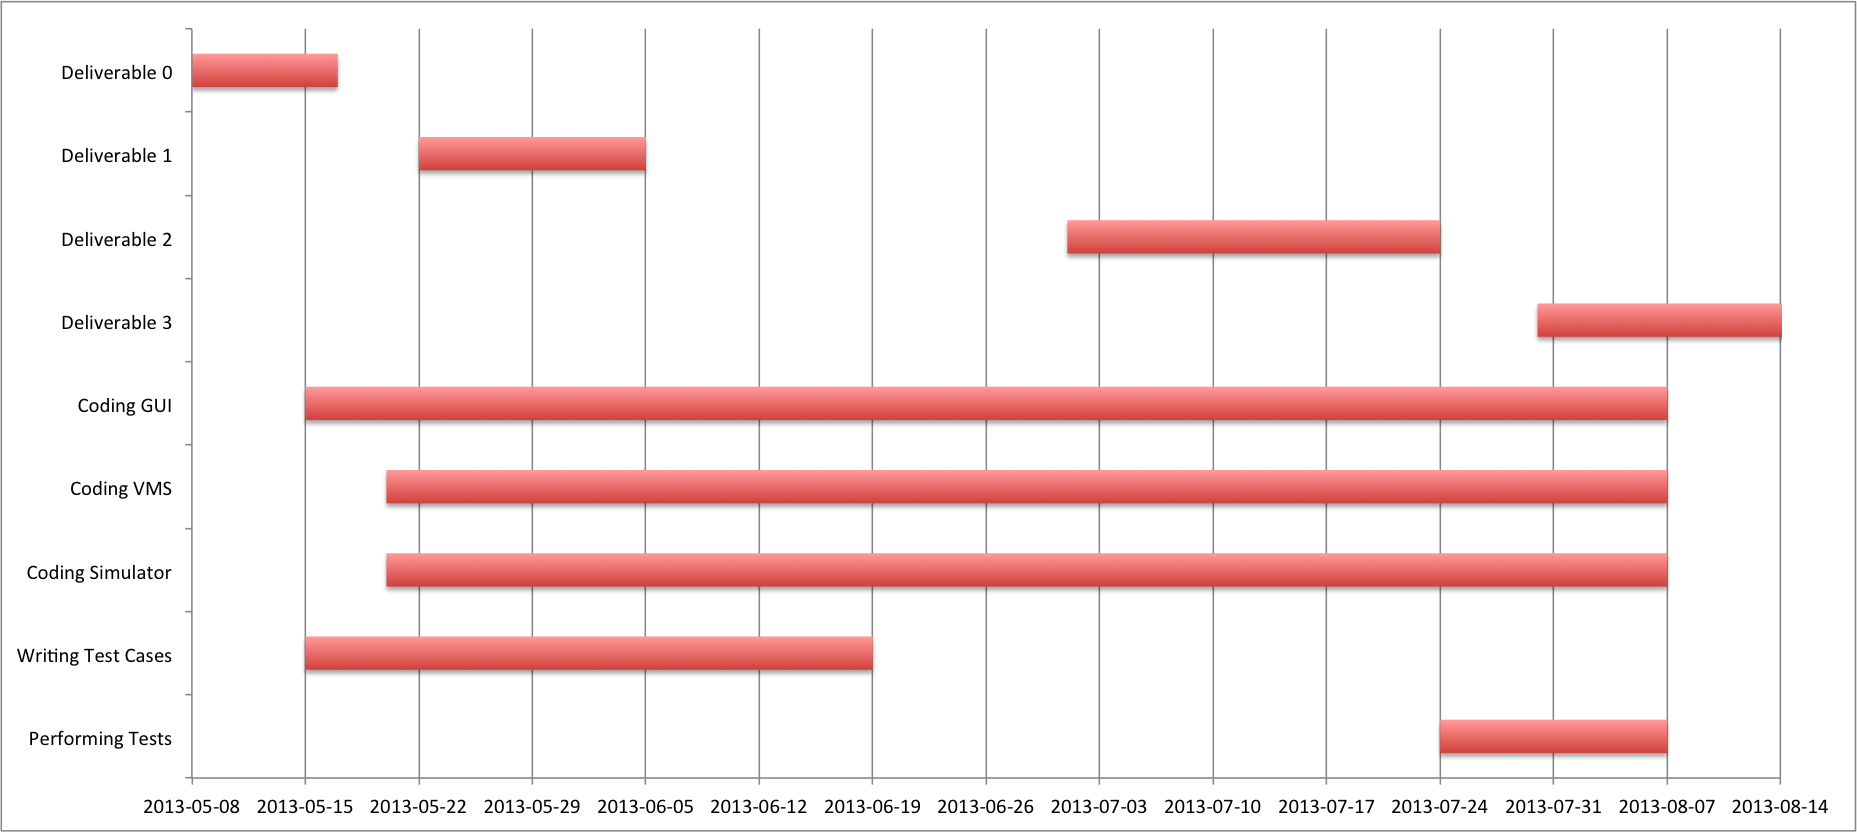 Deliverable 0
Deliverable 1
Deliverable 2
Deliverable 3
Coding GUI
Coding VMS
Coding Simulator
Writing Test Cases
Performing Tests
2013-05-08 2013-05-15 2013-05-22 2013-05-29 2013-06-05 2013-06-12 2013-06-19 2013-06-26 2013-07-03 2013-07-10 2013-07-17 2013-07-24 2013-07-31 2013-08-07 2013-08-14